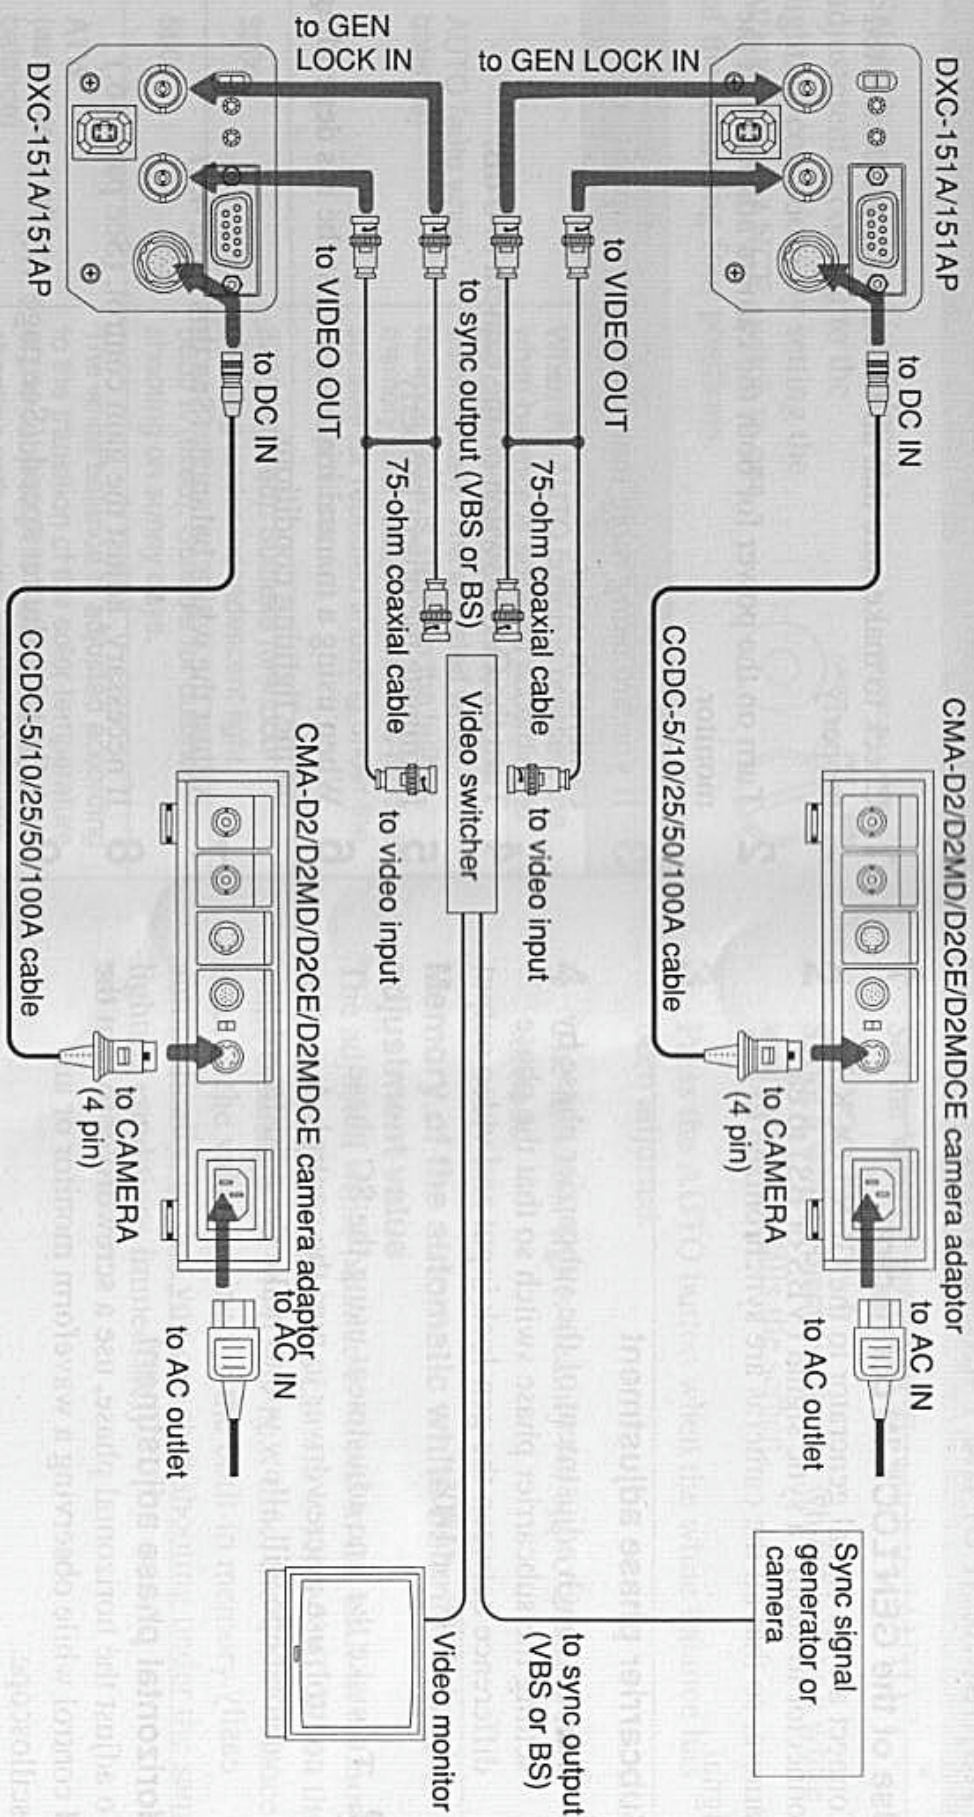 CMA-D2/D2MD/D2CE/D2MDCE camera adaptor
DXC-151A/151AP
to DC IN
to AC IN
to AC outlet
Sync signal
generator or
camera
to CAMERA
(4 pin)
to GEN LOCK IN
CCDC-5/10/25/50/100A cable
to VIDEO OUT
75-ohm coaxial cable
to video input
to sync output
(VBS or BS)
to sync output (VBS or BS)
Video switcher
Video monitor
to GEN
LOCK IN
to VIDEO OUT
75-ohm coaxial cable
to video input
CMA-D2/D2MD/D2CE/D2MDCE camera adaptor
to DC IN
to AC IN
to AC outlet
DXC-151A/151AP
to CAMERA
(4 pin)
CCDC-5/10/25/50/100A cable